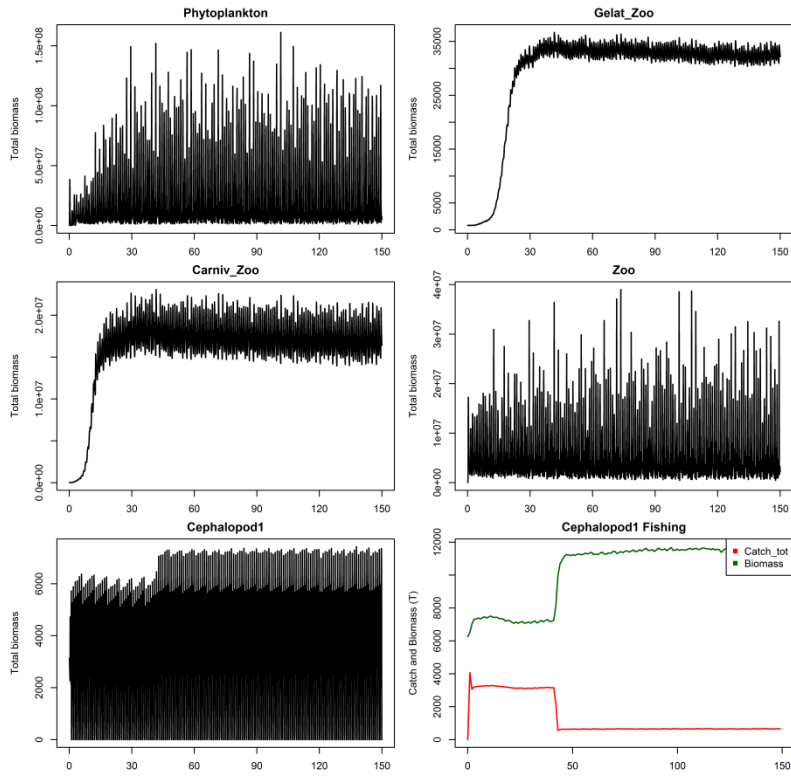 Phytoplankton
Total biomass
0.0e+00 5.0e+07 1.0e+08 1.5e+08
0 30 60 90 120 150
Gelat_Zoo
Total biomass
5000 15000 25000 35000
0 30 60 90 120 150
Carniv_Zoo
Total biomass
0.0e+00 1.0e+07 2.0e+07
0 30 60 90 120 150
Zoo
Total biomass
0e+00 1e+07 2e+07 3e+07 4e+07
0 30 60 90 120 150
Cephalopod1
Total biomass
0 2000 4000 6000
0 30 60 90 120 150
Cephalopod1 Fishing
Catch and Biomass (T)
0 2000 4000 6000 8000 12000
Catch_tot
Biomass
0 50 100 150